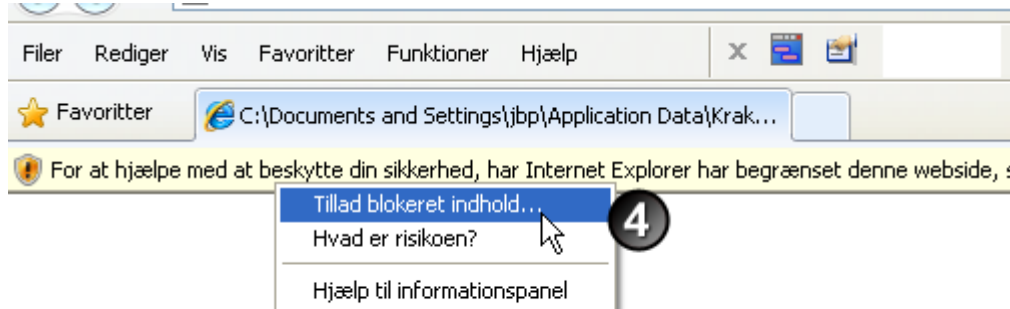 Filer Rediger Vis Favoritter Funktioner Hjælp
Favoritter C:\Documents and Settings\jbp\Application Data\Krak...
For at hjælpe med at beskytte din sikkerhed, har Internet Explorer har begrænset denne webside,
Tillad blokeret indhold...
4
Hvad er risikoen?
Hjælp til informationspanel